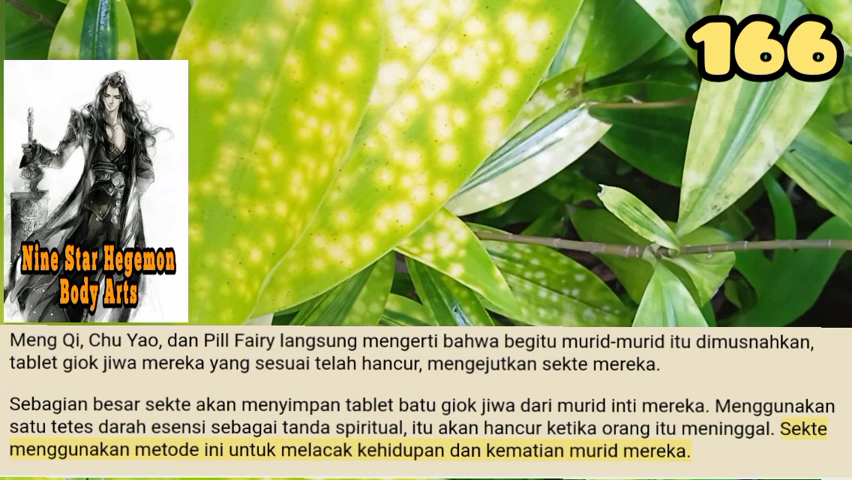 166
Nine Star Hegemon
Body Arts
Meng Qi, Chu Yao, dan Pill Fairy langsung mengerti bahwa begitu murid-murid itu dimusnahkan,
tablet giok jiwa mereka yang sesuai telah hancur, mengejutkan sekte mereka.
Sebagian besar sekte akan menyimpan tablet batu giok jiwa dari murid inti mereka. Menggunakan
satu tetes darah esensi sebagai tanda spiritual, itu akan hancur ketika orang itu meninggal. Sekte
menggunakan metode ini untuk melacak kehidupan dan kematian murid mereka.